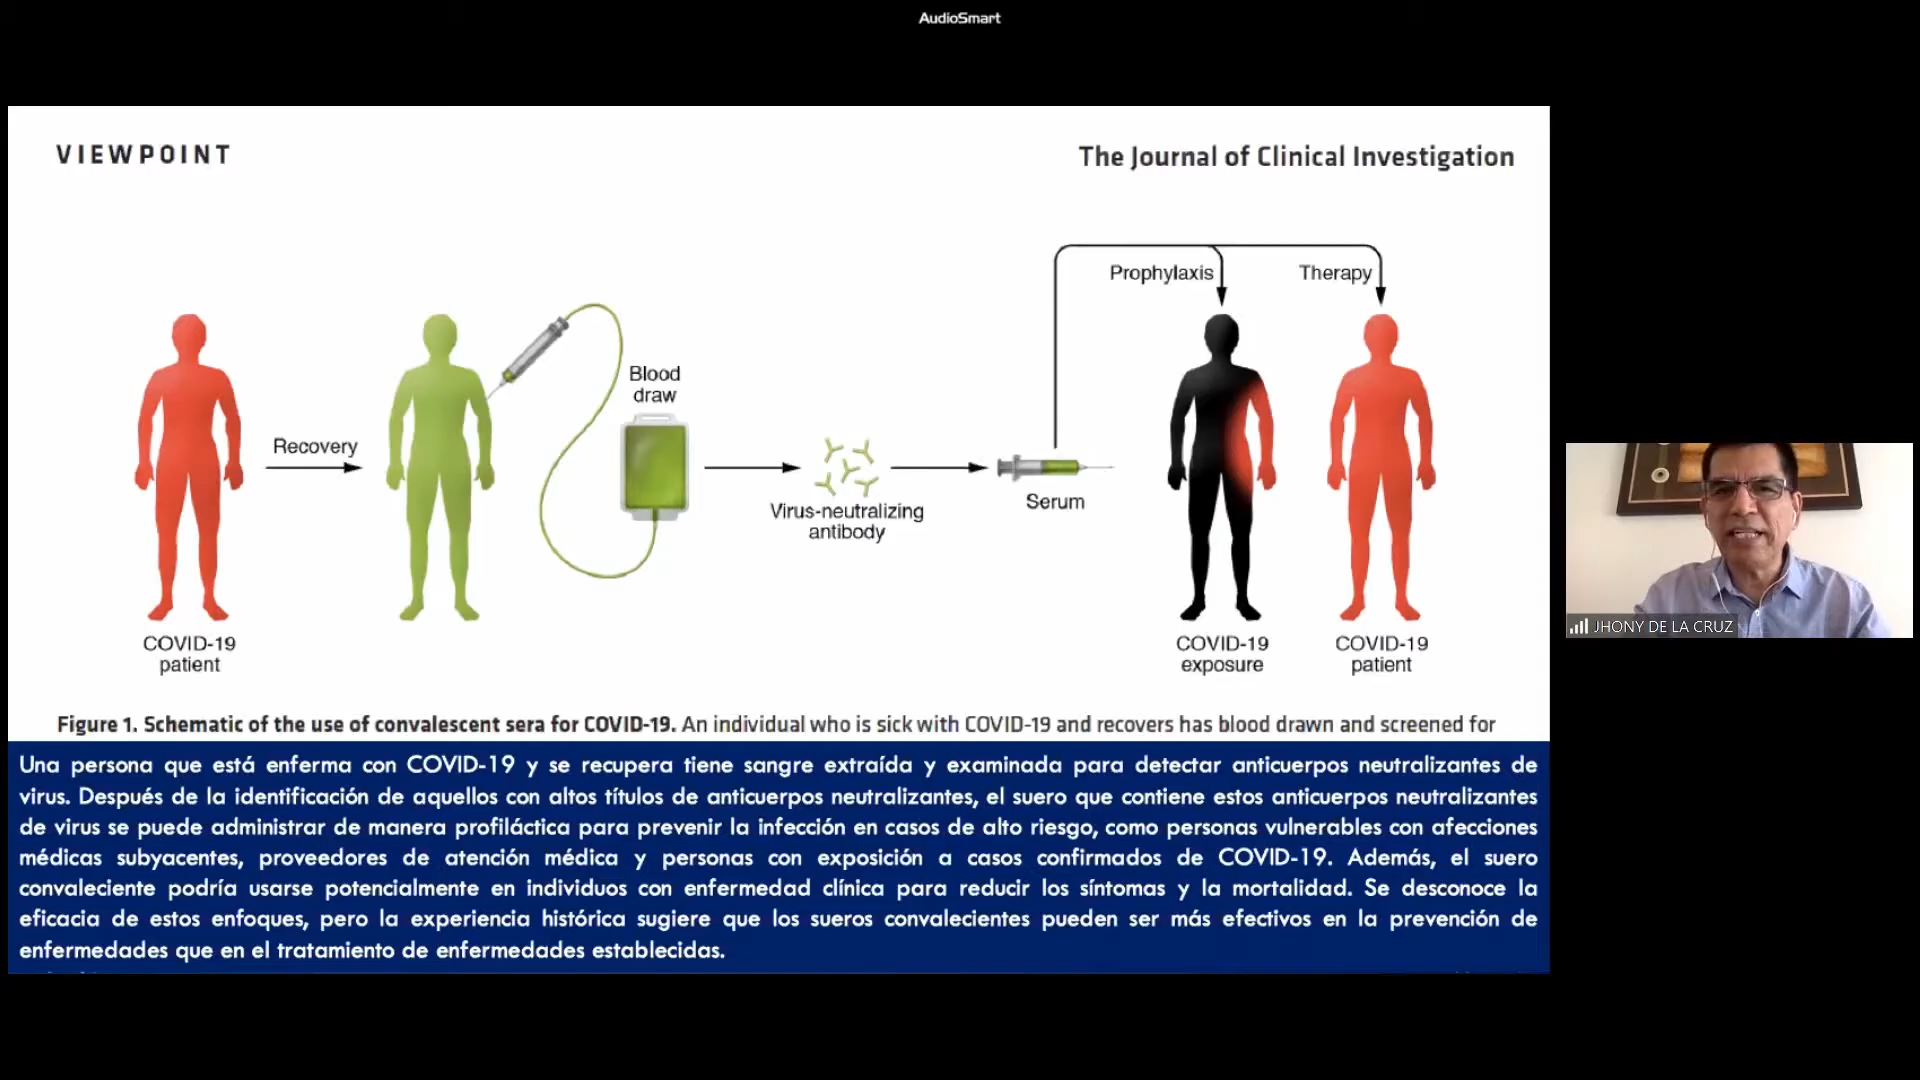 AudioSmart
VIEWPOINT
The Journal of Clinical Investigation
Prophylaxis
Therapy
Blood
draw
Recovery
Virus-neutralizing
antibody
Serum
COVID-19
patient
COVID-19
exposure
COVID-19
patient
Figure 1. Schematic of the use of convalescent sera for COVID-19. An individual who is sick with COVID-19 and recovers has blood drawn and screened for
Una persona que está enferma con COVID-19 y se recupera tiene sangre extraída y examinada para detectar anticuerpos neutralizantes de
virus. Después de la identificación de aquellos con altos títulos de anticuerpos neutralizantes, el suero que contiene estos anticuerpos neutralizantes
de virus se puede administrar de manera profiláctica para prevenir la infección en casos de alto riesgo, como personas vulnerables con afecciones
médicas subyacentes, proveedores de atención médica y personas con exposición a casos confirmados de COVID-19. Además, el suero
convaleciente podría usarse potencialmente en individuos con enfermedad clínica para reducir los síntomas y la mortalidad. Se desconoce la
eficacia de estos enfoques, pero la experiencia histórica sugiere que los sueros convalecientes pueden ser más efectivos en la prevención de
enfermedades que en el tratamiento de enfermedades establecidas.
JHONY DE LA CRUZ